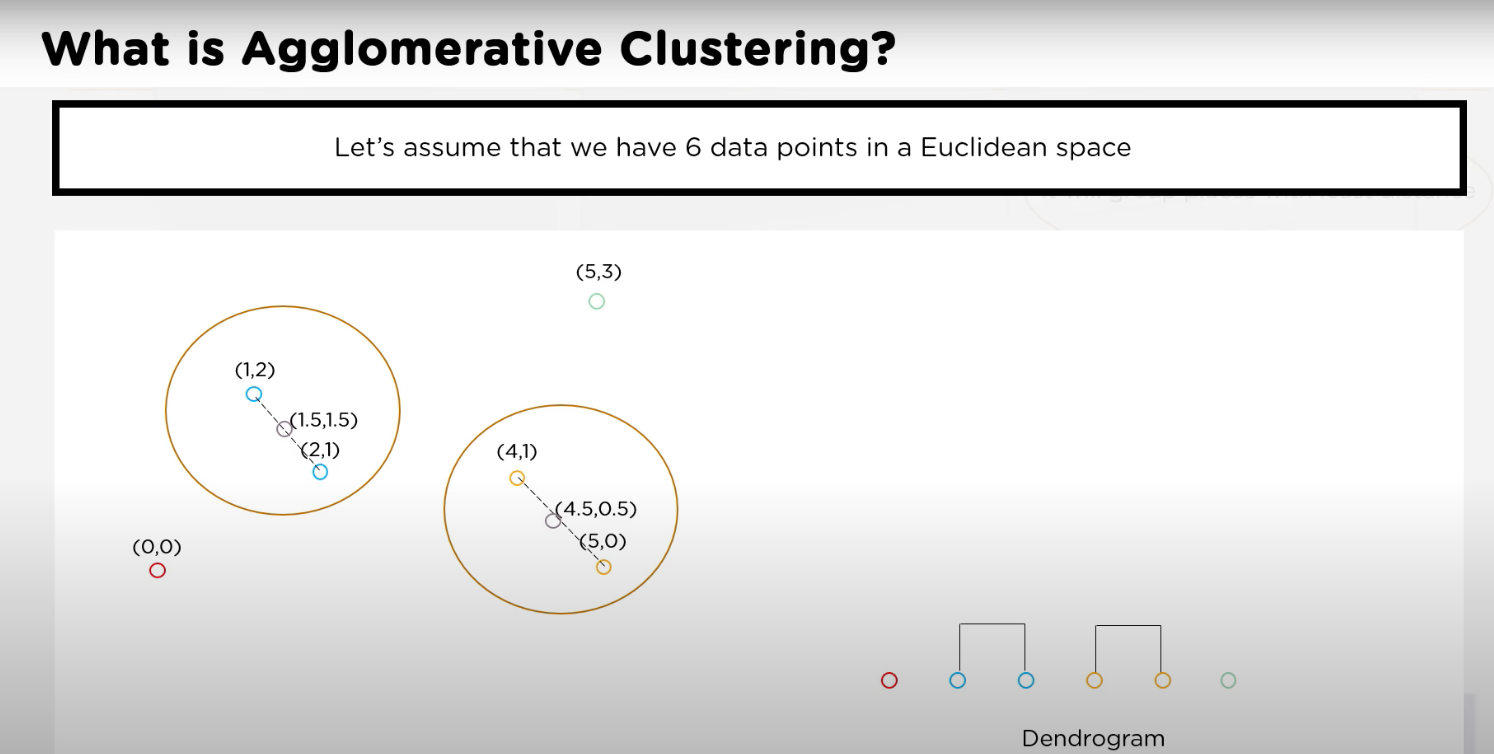 What is Agglomerative Clustering?
Let's assume that we have 6 data points in a Euclidean space
(5,3)
(1,2)
(1.5,1.5)
(2,1)
(4,1)
(4.5,0.5)
(5,0)
(0,0)
Dendrogram